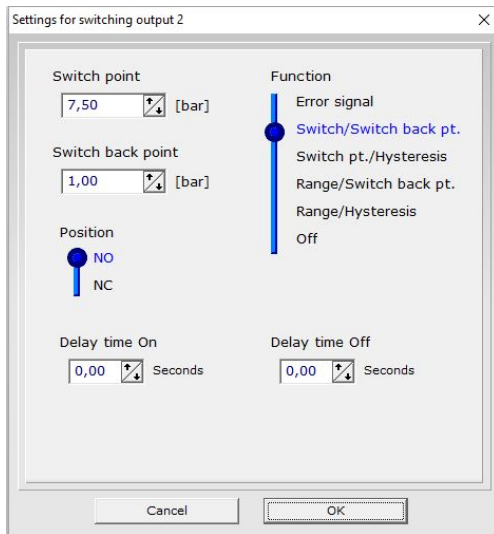 Settings for switching output 2
Switch point
7,50 [bar]
Switch back point
1,00 [bar]
Position
NO
NC
Function
Error signal
Switch/Switch back pt.
Switch pt./Hysteresis
Range/Switch back pt.
Range/Hysteresis
Off
Delay time On
0,00 Seconds
Delay time Off
0,00 Seconds
Cancel
OK